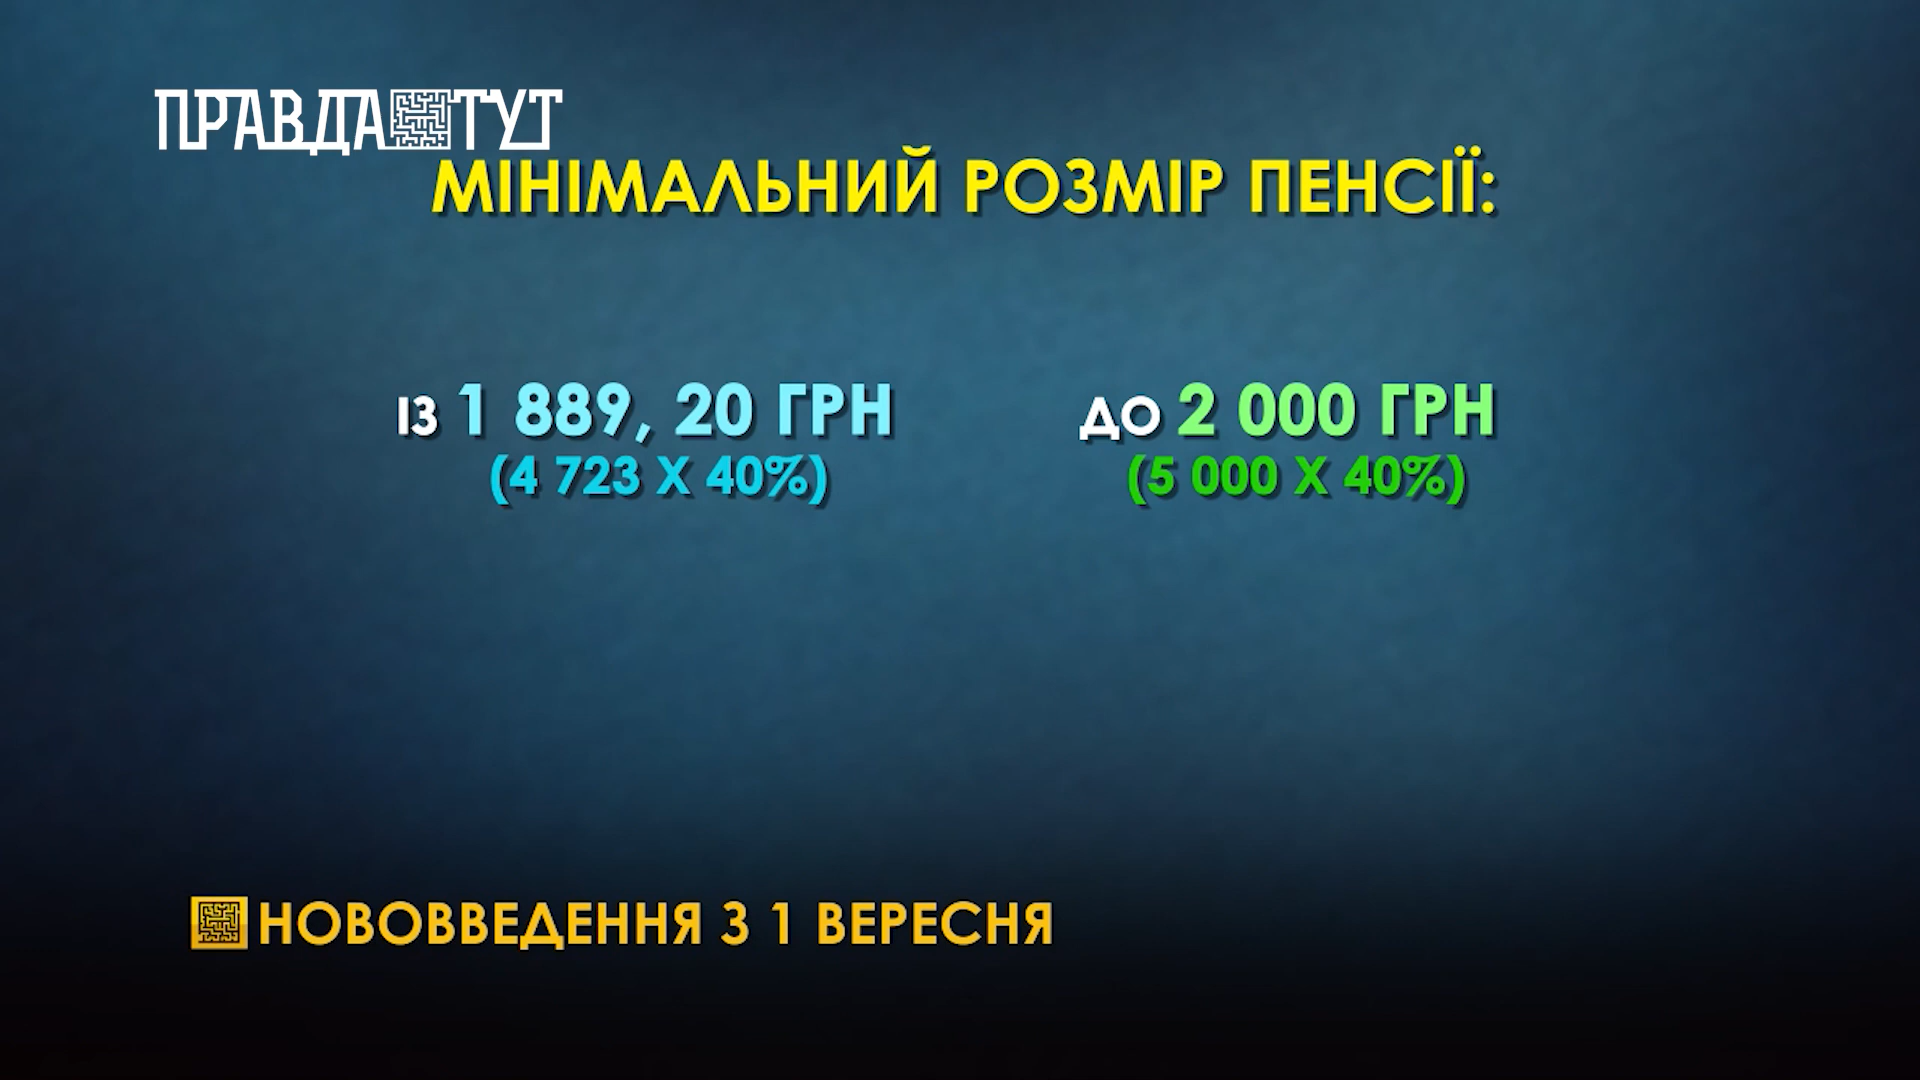 ПРАВДА ТУТ
МІНІМАЛЬНИЙ РОЗМІР ПЕНСІЇ:
ІЗ 1 889, 20 ГРН
(4 723 Х 40%)
ДО 2 000 ГРН
(5 000 Х 40%)
НОВОВВЕДЕННЯ З 1 ВЕРЕСНЯ